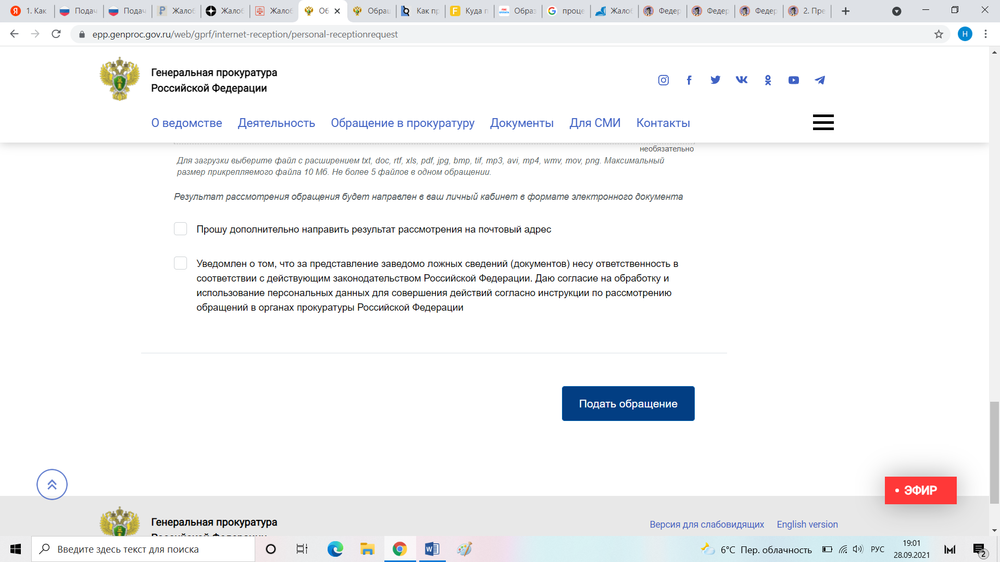 1. Как
Подач
Подач
Жалоб
Жалоб
Жалоб
Об
Обращ
Как пр
Куда п
Образ
проце
Жалоб
Федер
Федер
Федер
2. Пре
epp.genproc.gov.ru/web/gprf/internet-reception/personal-receptionrequest
Н
Генеральная прокуратура
Российской Федерации
О ведомстве Деятельность Обращение в прокуратуру Документы Для СМИ Контакты
необязательно
Для загрузки выберите файл с расширением txt, doc, rtf, xls, pdf, jpg, bmp, tif, mp3, avi, mp4, wmv, mov, png. Максимальный
размер прикрепляемого файла 10 Мб. Не более 5 файлов в одном обращении.
Результат рассмотрения обращения будет направлен в ваш личный кабинет в формате электронного документа
Прошу дополнительно направить результат рассмотрения на почтовый адрес
Уведомлен о том, что за представление заведомо ложных сведений (документов) несу ответственность в
соответствии с действующим законодательством Российской Федерации. Даю согласие на обработку и
использование персональных данных для совершения действий согласно инструкции по рассмотрению
обращений в органах прокуратуры Российской Федерации
Подать обращение
• ЭФИР
Генеральная прокуратура
Российской Федерации
Версия для слабовидящих English version
Введите здесь текст для поиска
6°C Пер. облачность
РУС
19:01
28.09.2021
2